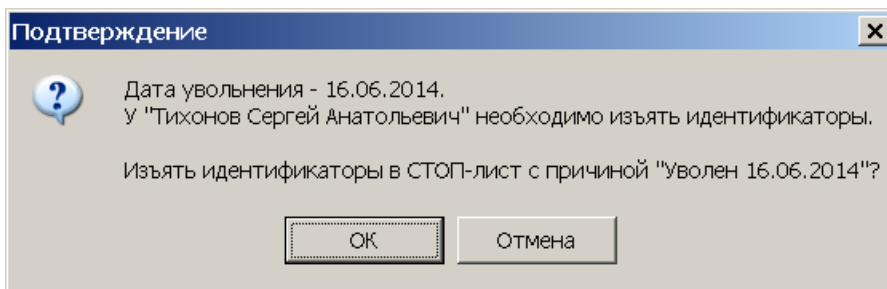 Подтверждение
Дата увольнения - 16.06.2014.
У "Тихонов Сергей Анатольевич" необходимо изъять идентификаторы.
Изъять идентификаторы в СТОП-лист с причиной "Уволен 16.06.2014"?
ОК
Отмена